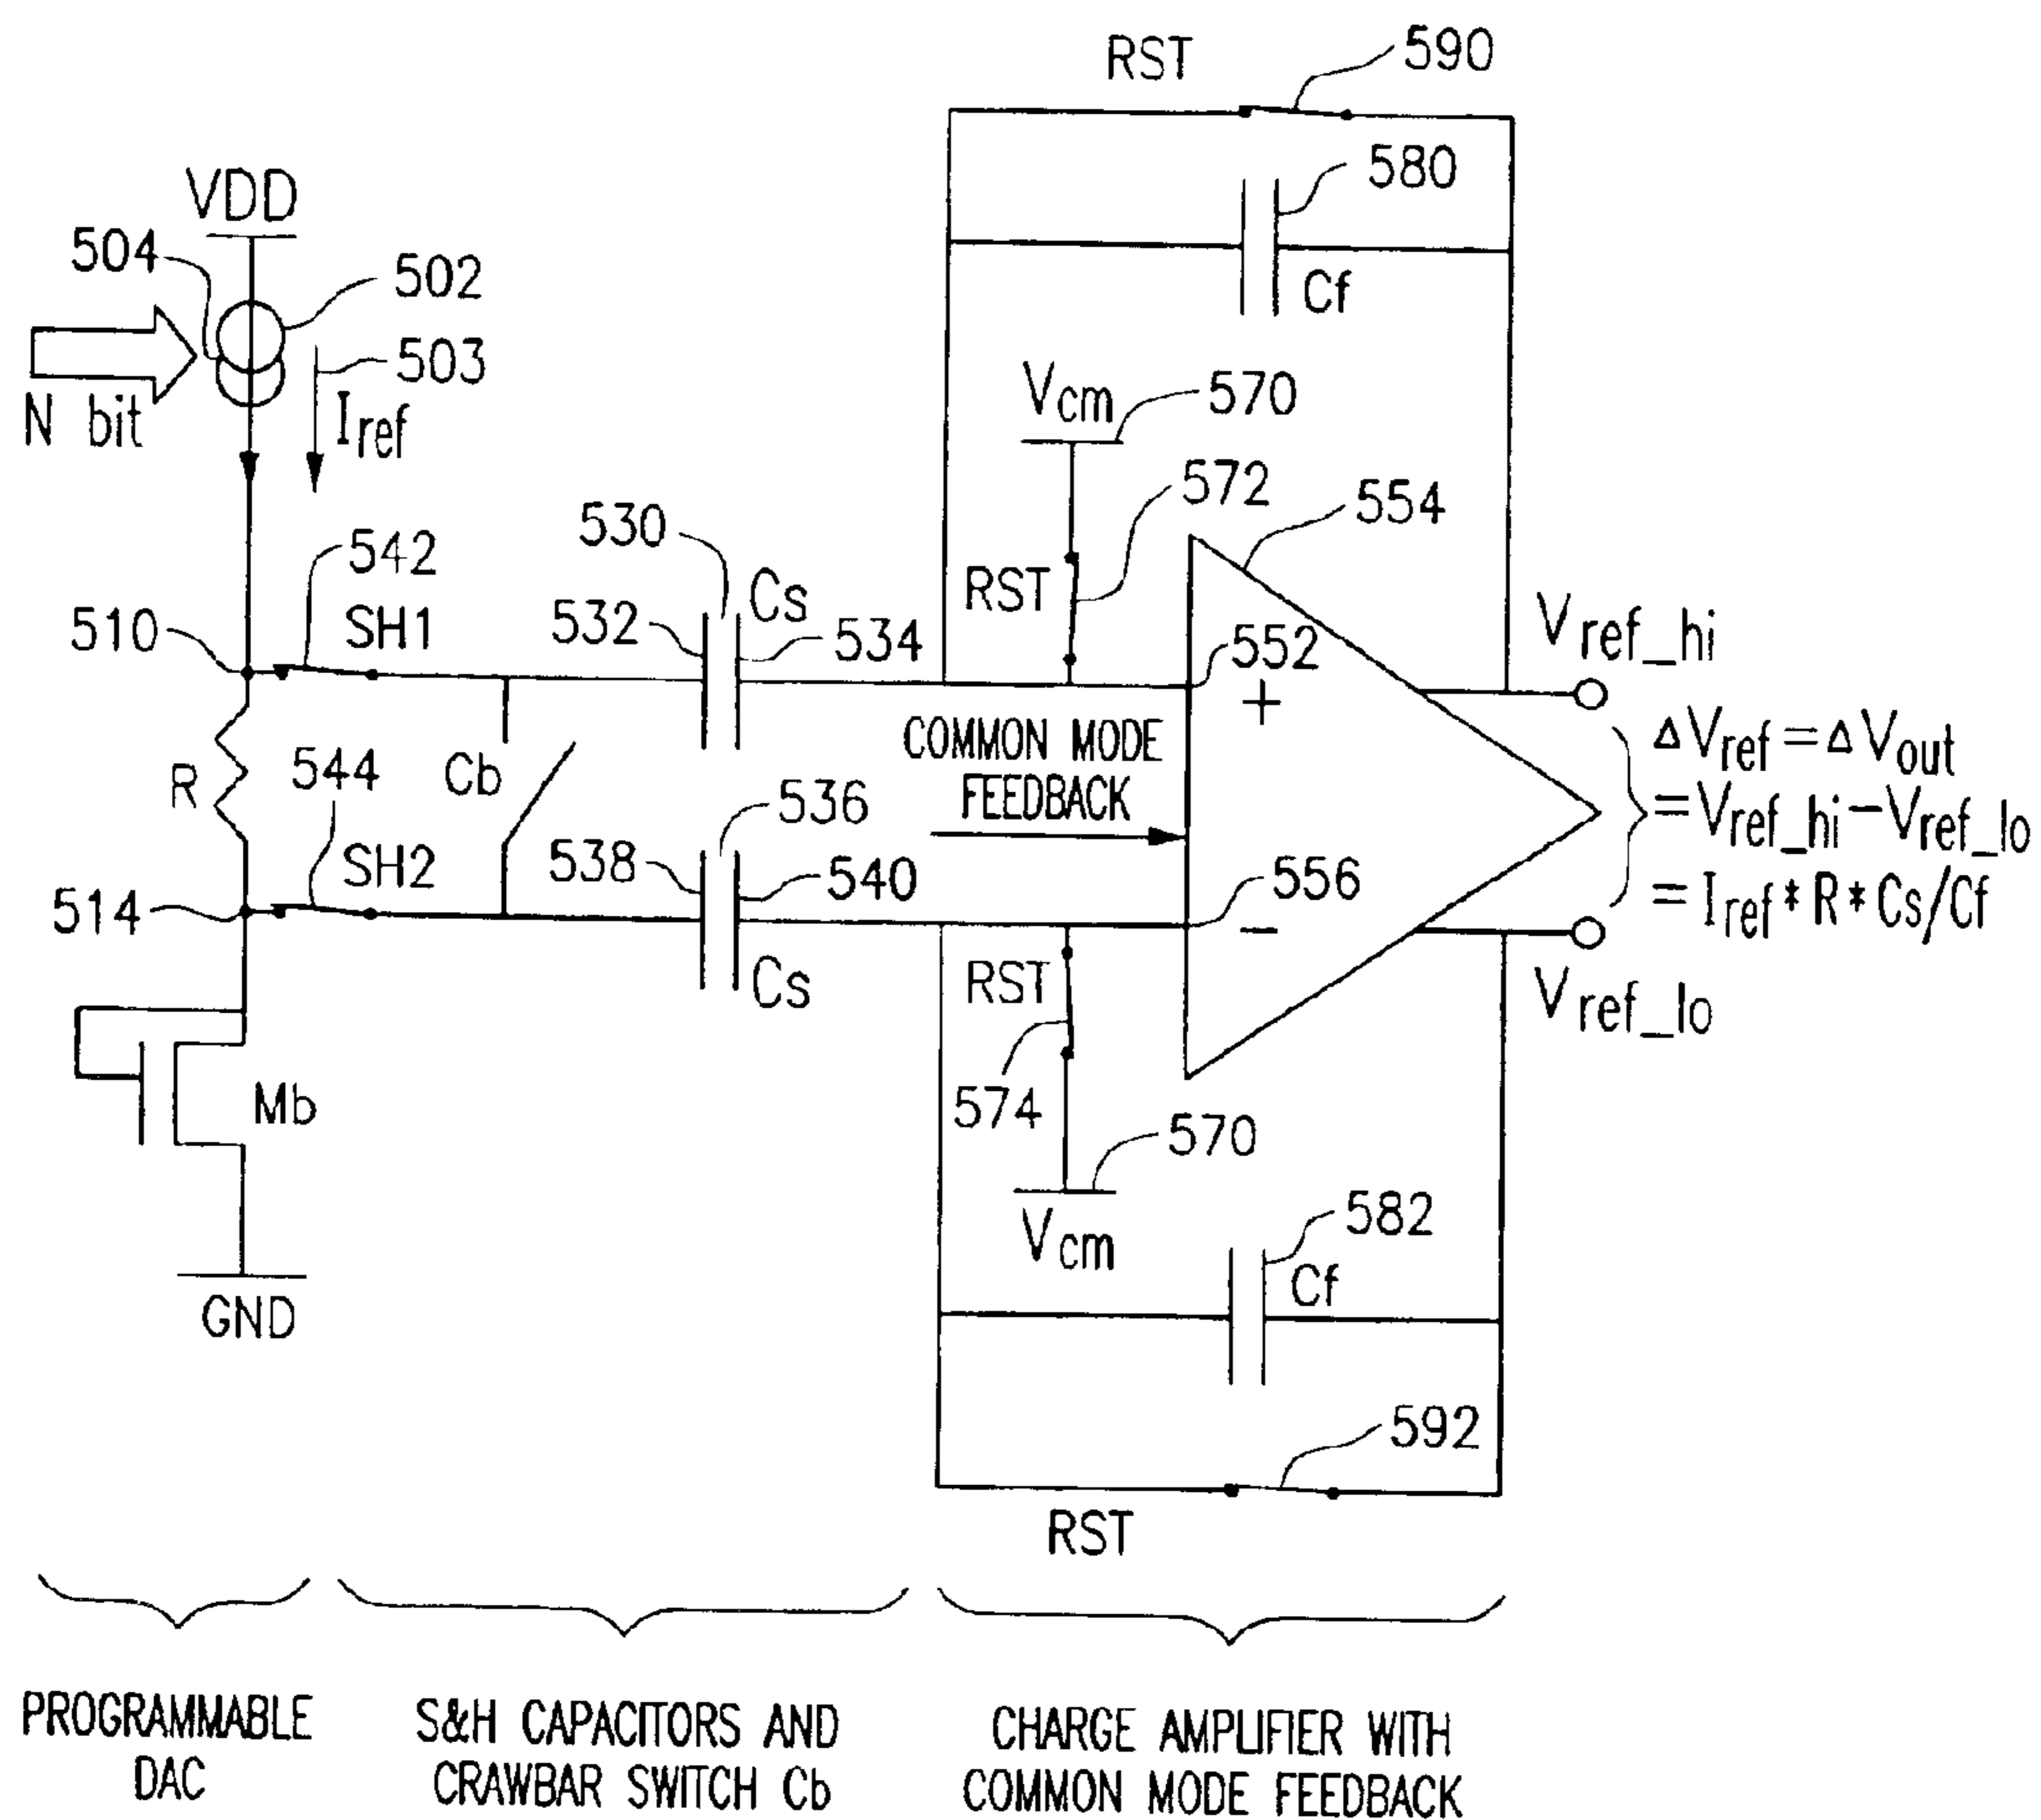 RST
590
580
Cf
VDD
504
502
503
N bit
Iref
Vcm
570
572
554
RST
530
Cs
532
534
542
SH1
510
552
+
Vref_hi
R
544
Cb
COMMON MODE
FEEDBACK
ΔVref=ΔVout
=Vref_hi−Vref_lo
=Iref*R*Cs/Cf
536
538
540
SH2
514
556
−
Cs
RST
574
Vref_lo
Mb
570
Vcm
582
Cf
GND
592
RST
PROGRAMMABLE
DAC
S&H CAPACITORS AND
CRAWBAR SWITCH Cb
CHARGE AMPLIFIER WITH
COMMON MODE FEEDBACK